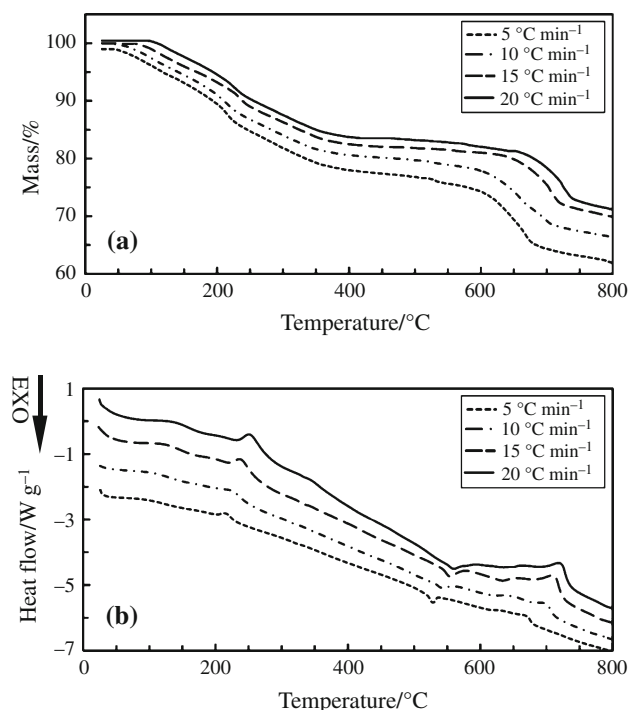 100
90
80
70
60
Mass/%
5 °C min⁻¹
10 °C min⁻¹
15 °C min⁻¹
20 °C min⁻¹
(a)
0 200 400 600 800
Temperature/°C
EXO
1
−1
−3
−5
−7
Heat flow/W g⁻¹
5 °C min⁻¹
10 °C min⁻¹
15 °C min⁻¹
20 °C min⁻¹
(b)
0 200 400 600 800
Temperature/°C